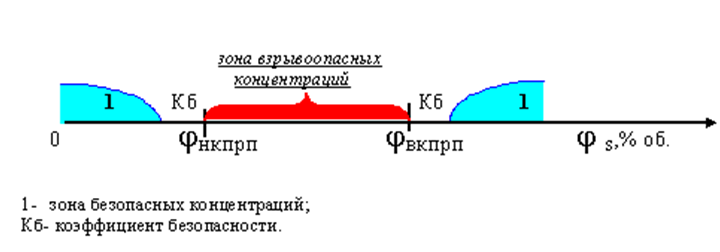 зона взрывоопасных
концентраций
1 Кб Кб 1
0 φнкпрп φвкпрп φ s,% об.
1- зона безопасных концентраций;
Кб- коэффициент безопасности.